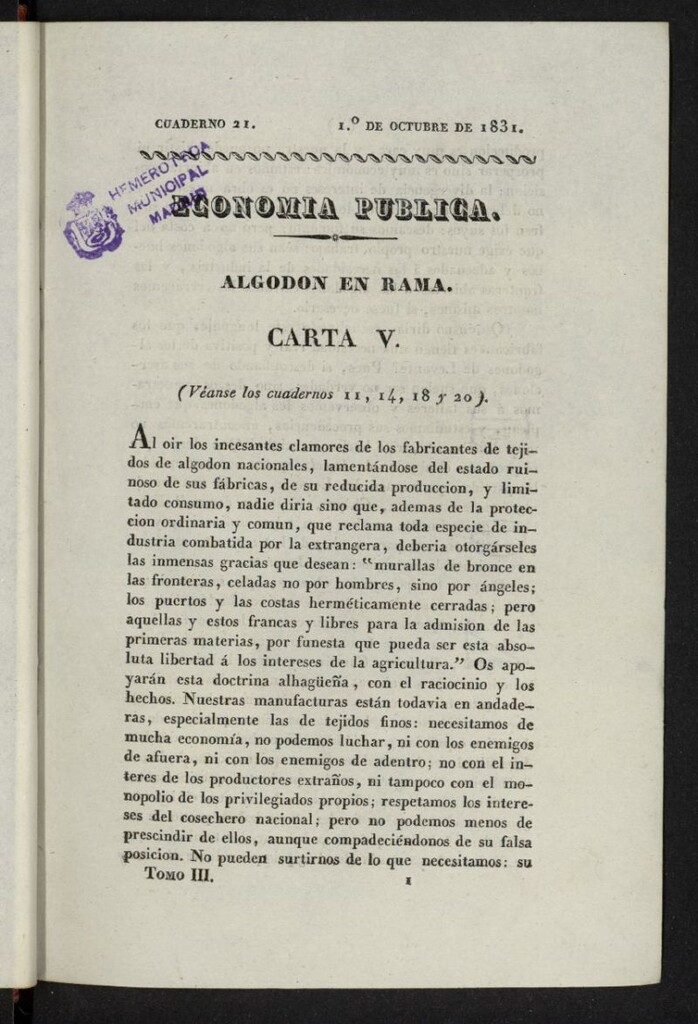 CUADERNO 21. 1.º DE OCTUBRE DE 1831.
HEMEROTECA
MUNICIPAL
MADRID
ECONOMIA PUBLICA.
ALGODON EN RAMA.
CARTA V.
(Véanse los cuadernos 11, 14, 18 y 20).
Al oir los incesantes clamores de los fabricantes de teji-
dos de algodon nacionales, lamentándose del estado rui-
noso de sus fábricas, de su reducida produccion, y limi-
tado consumo, nadie diria sino que, ademas de la protec-
cion ordinaria y comun, que reclama toda especie de in-
dustria combatida por la extrangera, deberia otorgárseles
las inmensas gracias que desean: "murallas de bronce en
las fronteras, celadas no por hombres, sino por ángeles;
los puertos y las costas herméticamente cerradas; pero
aquellas y estos francas y libres para la admision de las
primeras materias, por funesta que pueda ser esta abso-
luta libertad á los intereses de la agricultura." Os apo-
yarán esta doctrina alhagüeña, con el raciocinio y los
hechos. Nuestras manufacturas están todavia en andade-
ras, especialmente las de tejidos finos: necesitamos de
mucha economía, no podemos luchar, ni con los enemigos
de afuera, ni con los enemigos de adentro; no con el in-
teres de los productores extraños, ni tampoco con el mo-
nopolio de los privilegiados propios; respetamos los intere-
ses del cosechero nacional; pero no podemos menos de
prescindir de ellos, aunque compadeciéndonos de su falsa
posicion. No pueden surtirnos de lo que necesitamos: su
TOMO III. 1